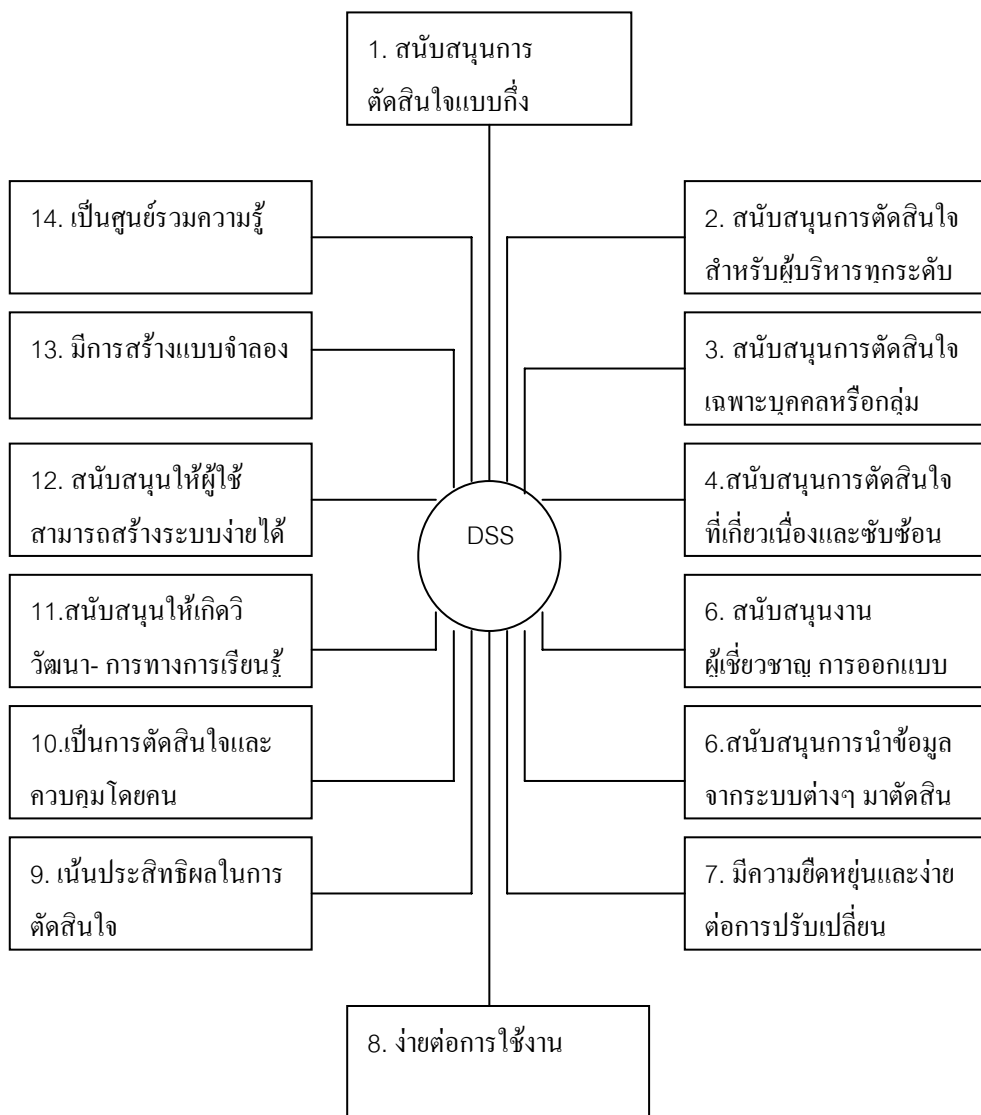 1. สนับสนุนการ
ตัดสินใจแบบกึ่ง
14. เป็นศูนย์รวมความรู้
2. สนับสนุนการตัดสินใจ
สำหรับผู้บริหารทุกระดับ
13. มีการสร้างแบบจำลอง
3. สนับสนุนการตัดสินใจ
เฉพาะบุคคลหรือกลุ่ม
12. สนับสนุนให้ผู้ใช้
สามารถสร้างระบบง่ายได้
4.สนับสนุนการตัดสินใจ
ที่เกี่ยวเนื่องและซับซ้อน
DSS
11.สนับสนุนให้เกิดวิ
วัฒนา- การทางการเรียนรู้
6. สนับสนุนงาน
ผู้เชี่ยวชาญ การออกแบบ
10.เป็นการตัดสินใจและ
ควบคุมโดยคน
6.สนับสนุนการนำข้อมูล
จากระบบต่างๆ มาตัดสิน
9. เน้นประสิทธิผลในการ
ตัดสินใจ
7. มีความยืดหยุ่นและง่าย
ต่อการปรับเปลี่ยน
8. ง่ายต่อการใช้งาน